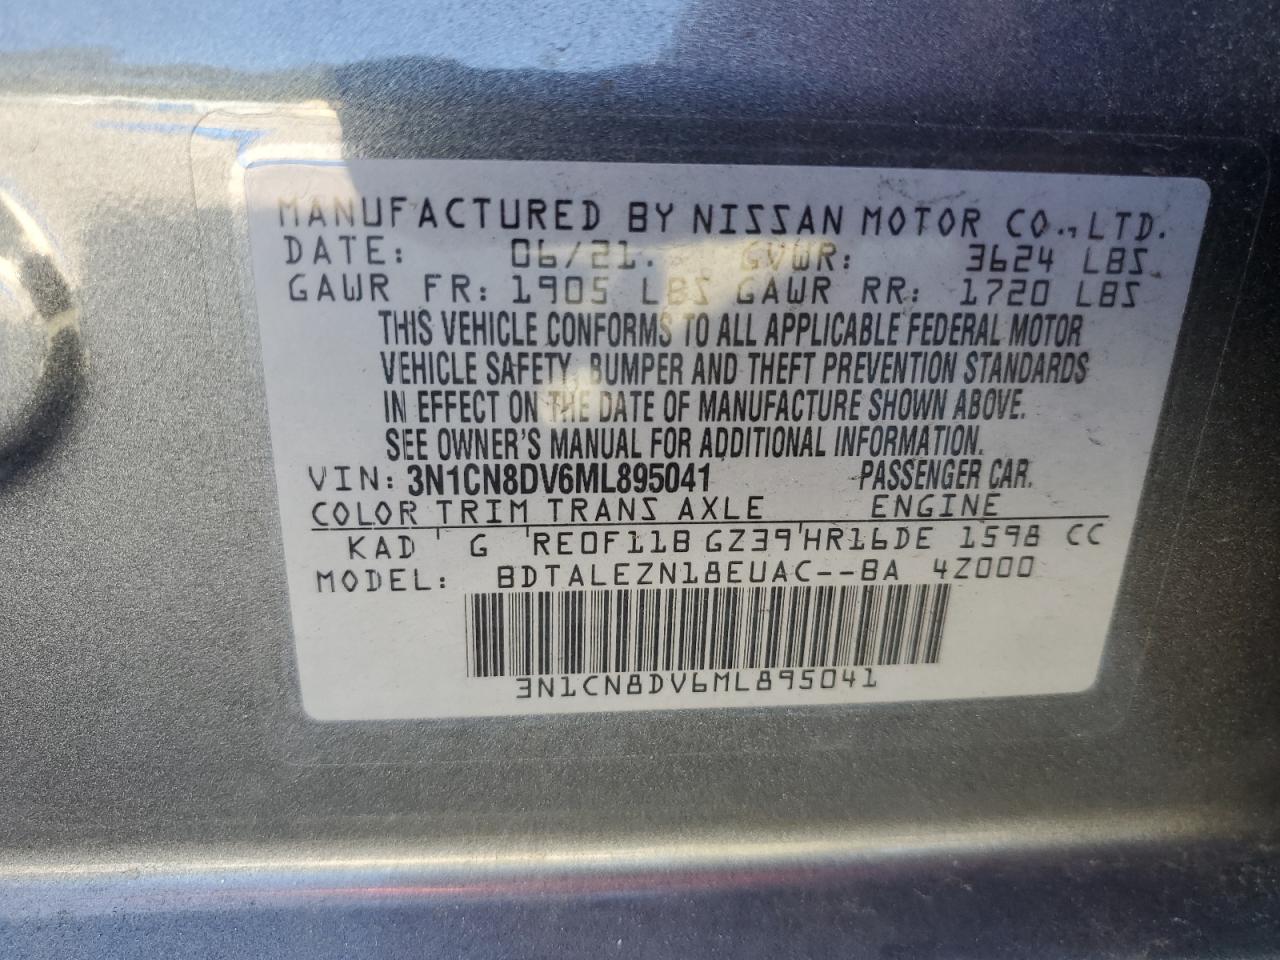 MANUFACTURED BY NISSAN MOTOR CO.,LTD.
DATE: 06/21. GVWR: 3624 LBS.
GAWR FR: 1905 LBS GAWR RR: 1720 LBS
THIS VEHICLE CONFORMS TO ALL APPLICABLE FEDERAL MOTOR
VEHICLE SAFETY, BUMPER AND THEFT PREVENTION STANDARDS
IN EFFECT ON THE DATE OF MANUFACTURE SHOWN ABOVE.
SEE OWNER'S MANUAL FOR ADDITIONAL INFORMATION.
VIN: 3N1CN8DV6ML895041 PASSENGER CAR.
COLOR TRIM TRANS AXLE ENGINE
KAD ' G 'RE0F11B GZ39'HR16DE 1598 CC
MODEL: BDTALEZN18EUAC--BA 4Z000
3N1CN8DV6ML895041